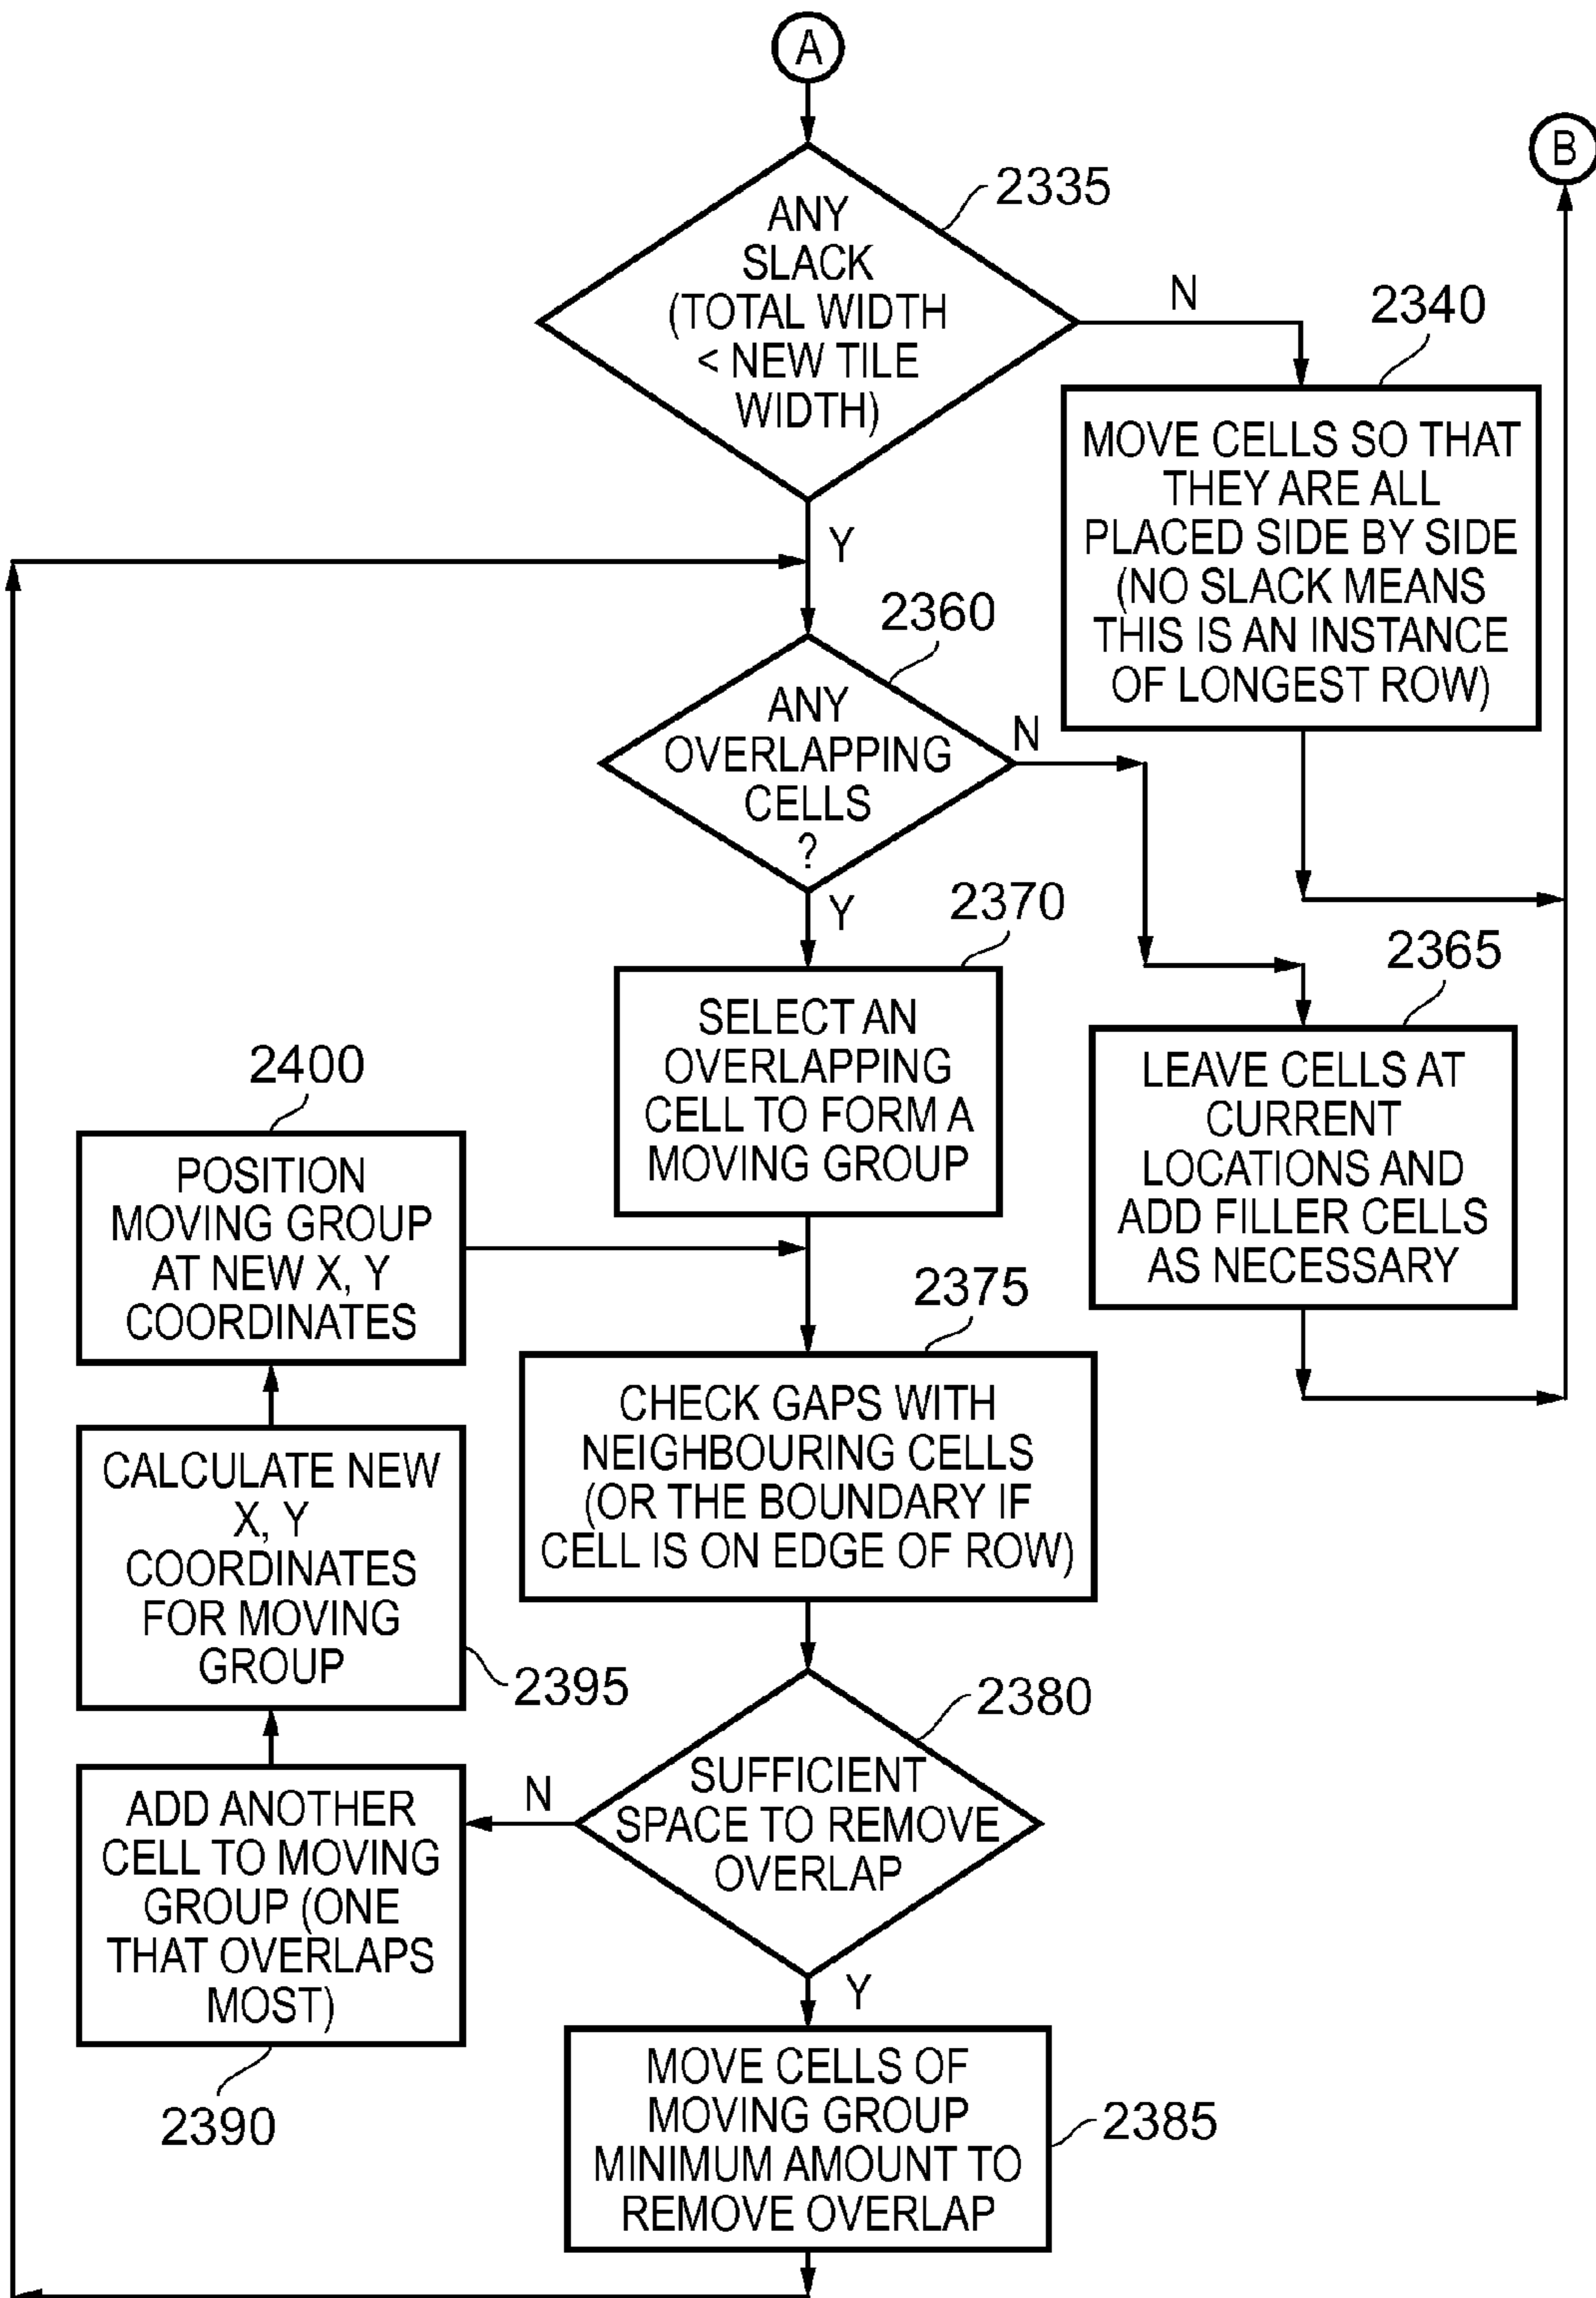 A
B
2335
ANY
SLACK
(TOTAL WIDTH
< NEW TILE
WIDTH)
N
Y
2340
MOVE CELLS SO THAT
THEY ARE ALL
PLACED SIDE BY SIDE
(NO SLACK MEANS
THIS IS AN INSTANCE
OF LONGEST ROW)
2360
ANY
OVERLAPPING
CELLS
?
N
Y
2365
LEAVE CELLS AT
CURRENT
LOCATIONS AND
ADD FILLER CELLS
AS NECESSARY
2370
SELECT AN
OVERLAPPING
CELL TO FORM A
MOVING GROUP
2400
POSITION
MOVING GROUP
AT NEW X, Y
COORDINATES
2375
CHECK GAPS WITH
NEIGHBOURING CELLS
(OR THE BOUNDARY IF
CELL IS ON EDGE OF ROW)
CALCULATE NEW
X, Y
COORDINATES
FOR MOVING
GROUP
2395
2380
SUFFICIENT
SPACE TO REMOVE
OVERLAP
N
Y
ADD ANOTHER
CELL TO MOVING
GROUP (ONE
THAT OVERLAPS
MOST)
2390
MOVE CELLS OF
MOVING GROUP
MINIMUM AMOUNT TO
REMOVE OVERLAP
2385